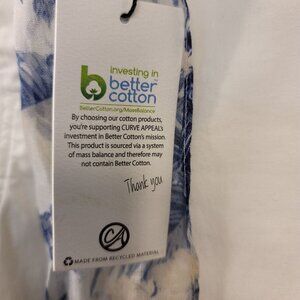 investing in
better
cotton
BetterCotton.org/MassBalance
By choosing our cotton products,
you're supporting CURVE APPEAL's
investment in Better Cotton's mission.
This product is sourced via a system
of mass balance and therefore may
not contain Better Cotton.
Thank you
CA
MADE FROM RECYCLED MATERIAL